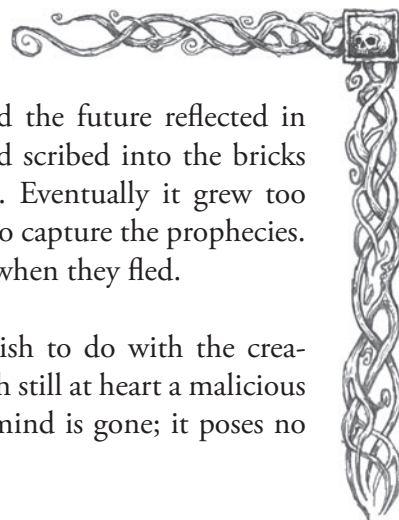 d the future reflected in
d scribed into the bricks
. Eventually it grew too
o capture the prophecies.
when they fled.
ish to do with the crea-
h still at heart a malicious
mind is gone; it poses no